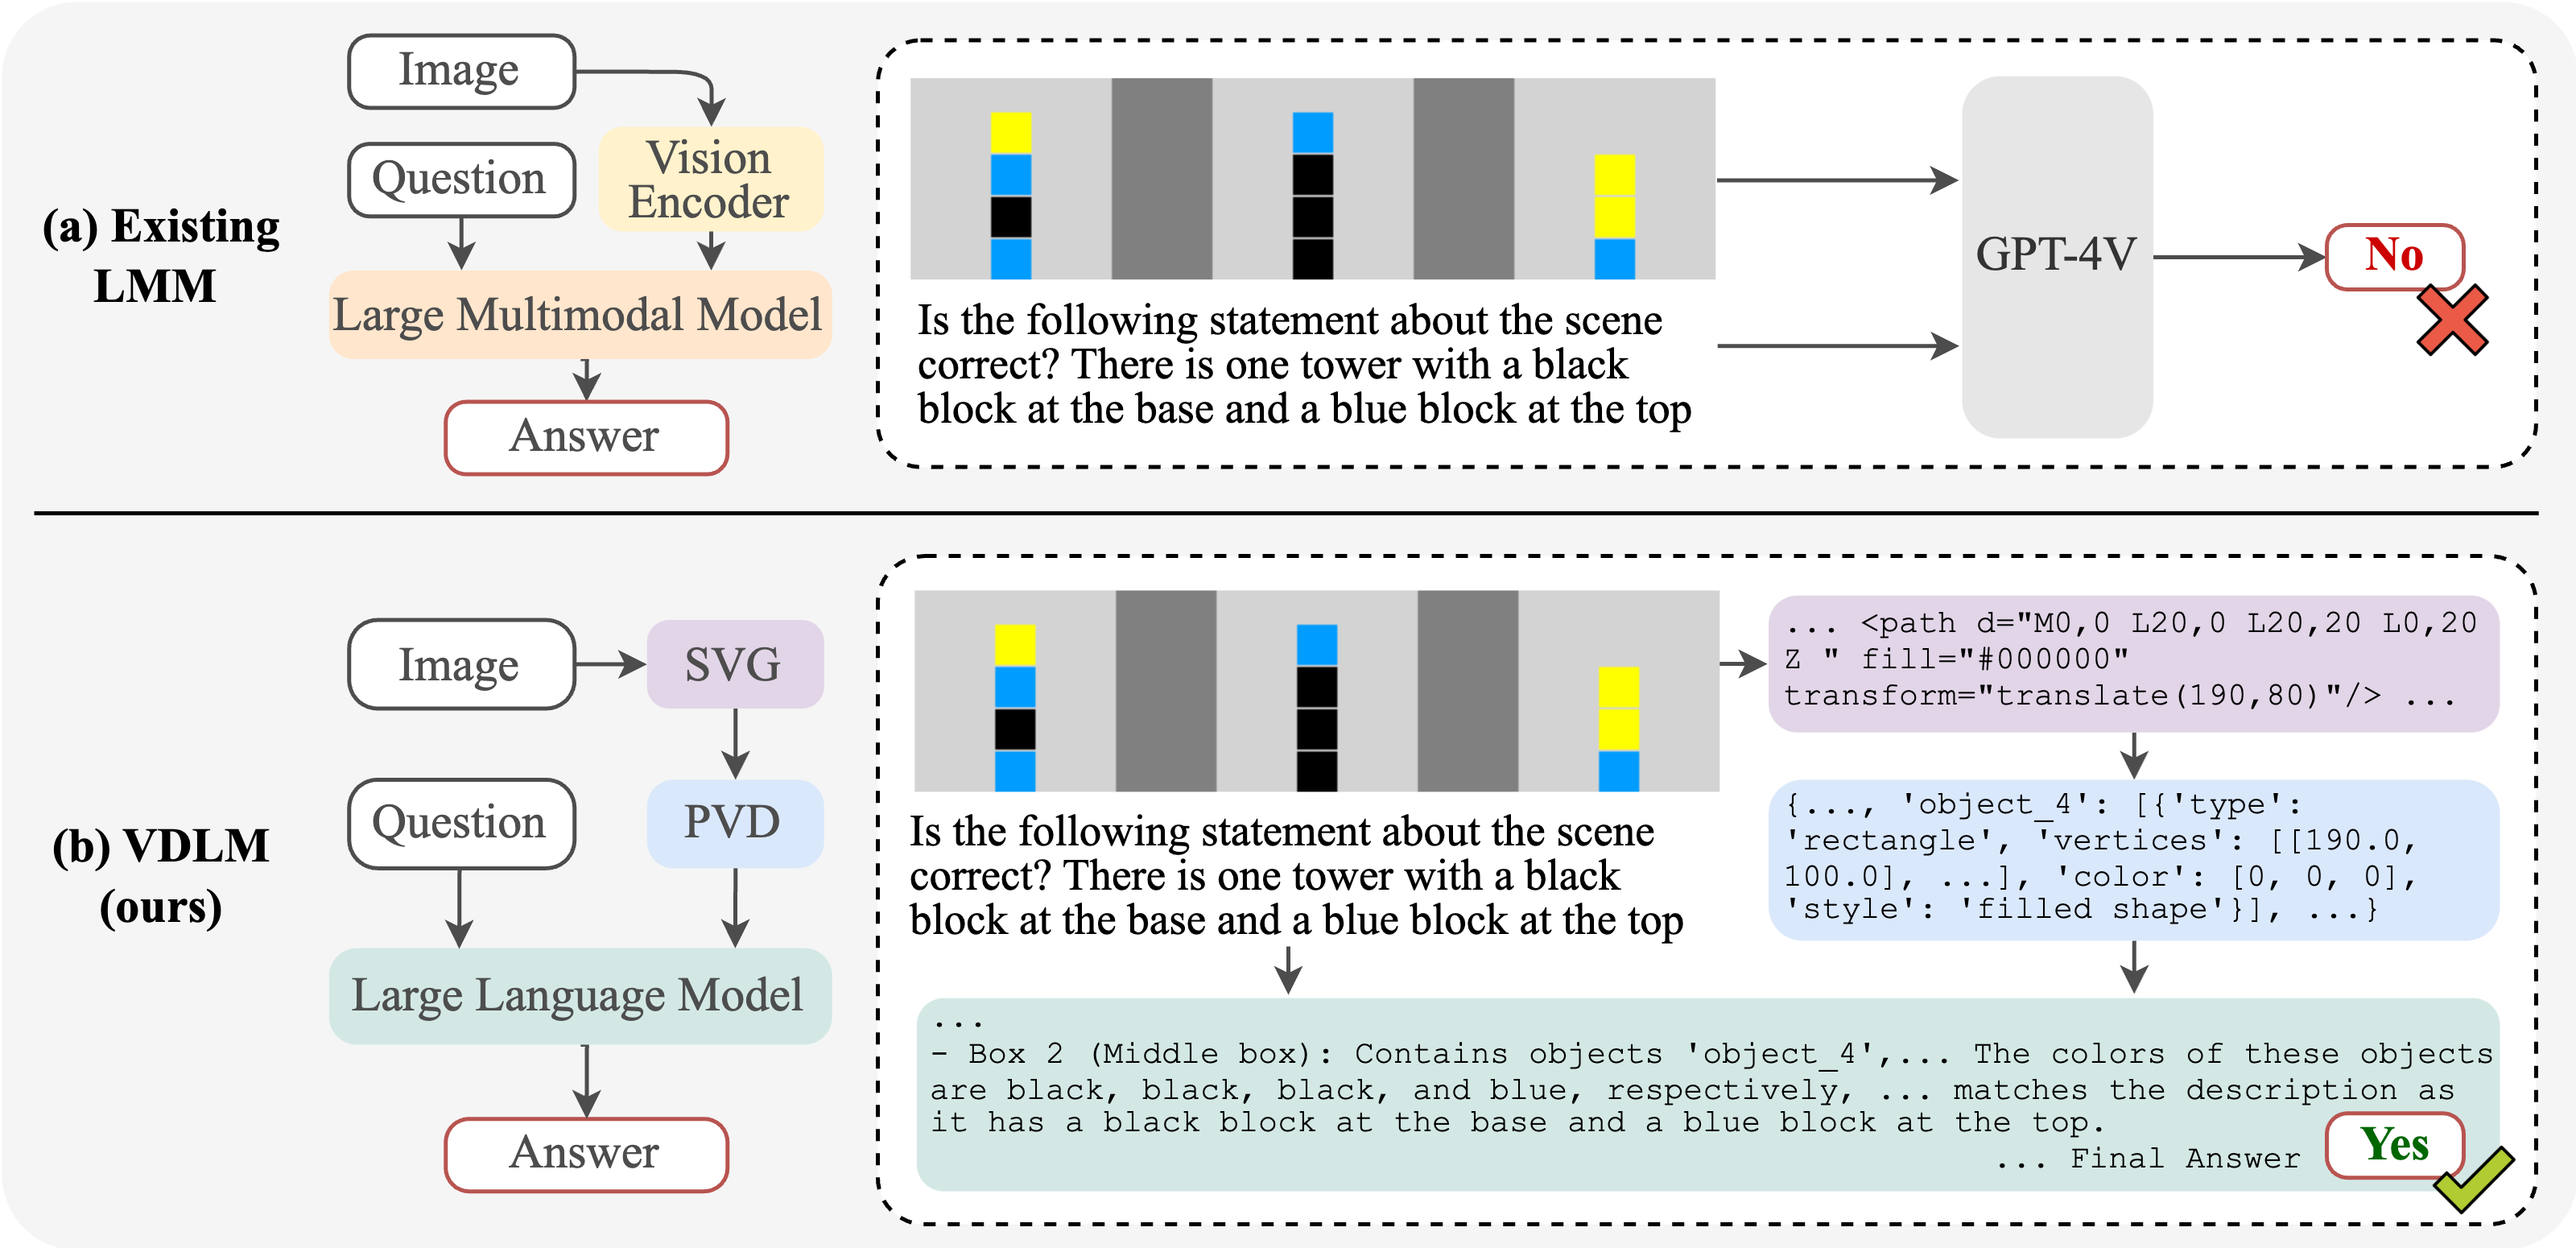 (a) Existing
LMM
Image
Question
Vision
Encoder
Large Multimodal Model
Answer
Is the following statement about the scene
correct? There is one tower with a black
block at the base and a blue block at the top
GPT-4V
No
(b) VDLM
(ours)
Image
SVG
Question
PVD
Large Language Model
Answer
Is the following statement about the scene
correct? There is one tower with a black
block at the base and a blue block at the top
... <path d="M0,0 L20,0 L20,20 L0,20
Z " fill="#000000"
transform="translate(190,80)"/> ...
{..., 'object_4': [{'type':
'rectangle', 'vertices': [[190.0,
100.0], ...], 'color': [0, 0, 0],
'style': 'filled shape'}], ...}
...
- Box 2 (Middle box): Contains objects 'object_4',... The colors of these objects
are black, black, black, and blue, respectively, ... matches the description as
it has a black block at the base and a blue block at the top.
... Final Answer
Yes